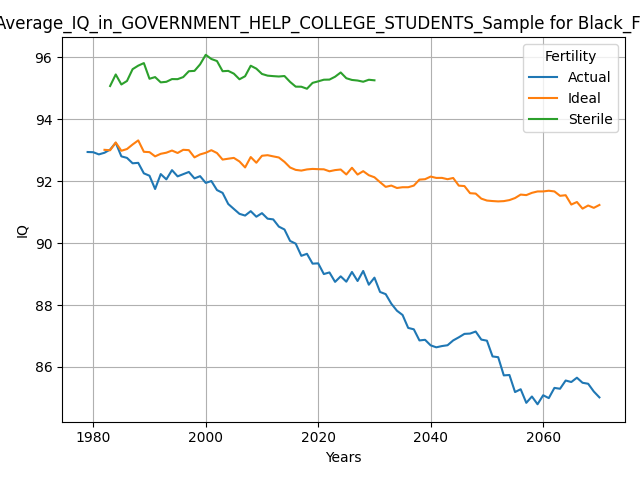 Average_IQ_in_GOVERNMENT_HELP_COLLEGE_STUDENTS_Sample for Black_F
Fertility
Actual
Ideal
Sterile
96
94
92
90
88
86
IQ
1980 2000 2020 2040 2060
Years